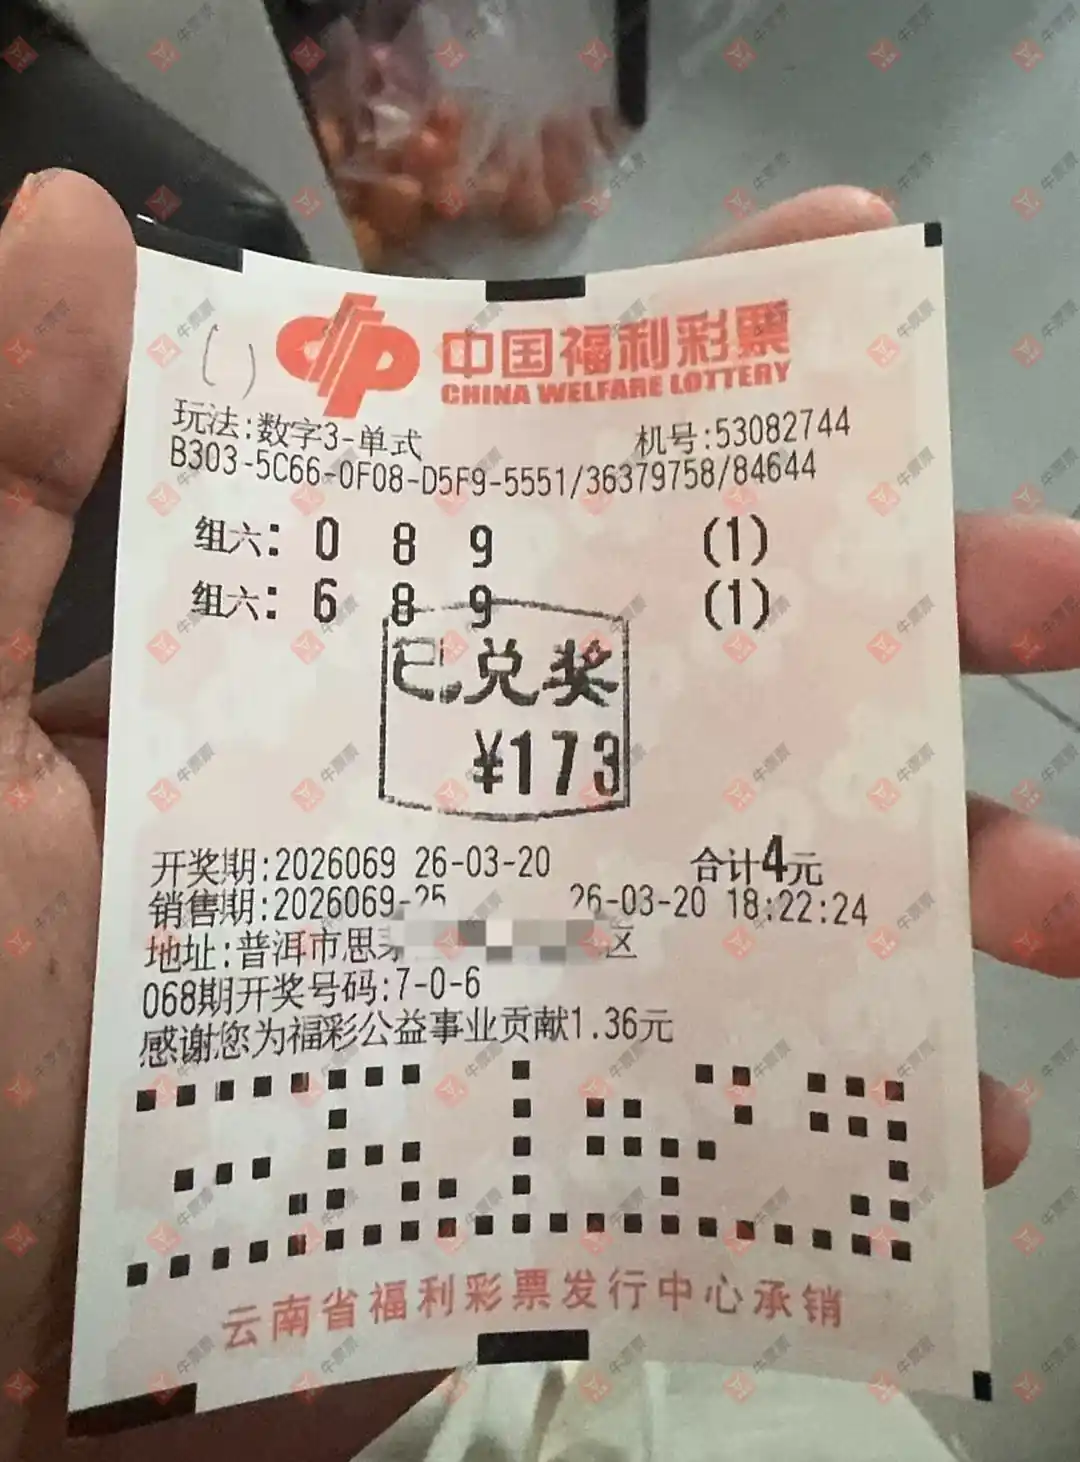 中国福利彩票
CHINA WELFARE LOTTERY
玩法:数字3-单式 机号:53082744
B303-5C66-0F08-D5F9-5551/36379758/84644
组六: 0 8 9 (1)
组六: 6 8 9 (1)
已兑奖
¥173
开奖期:2026069 26-03-20 合计4元
销售期:2026069-25 26-03-20 18:22:24
地址:普洱市思茅 区
068期开奖号码:7-0-6
感谢您为福彩公益事业贡献1.36元
云南省福利彩票发行中心承销
牛票票